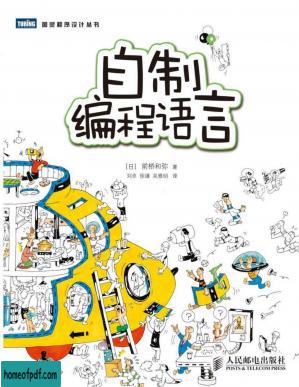 TURING
图灵程序设计丛书
自制
编程语言
[日] 前桥和弥 著
刘卓 徐谦 吴雅明 译
人民邮电出版社
POSTS & TELECOM PRESS
homeofpdf.com